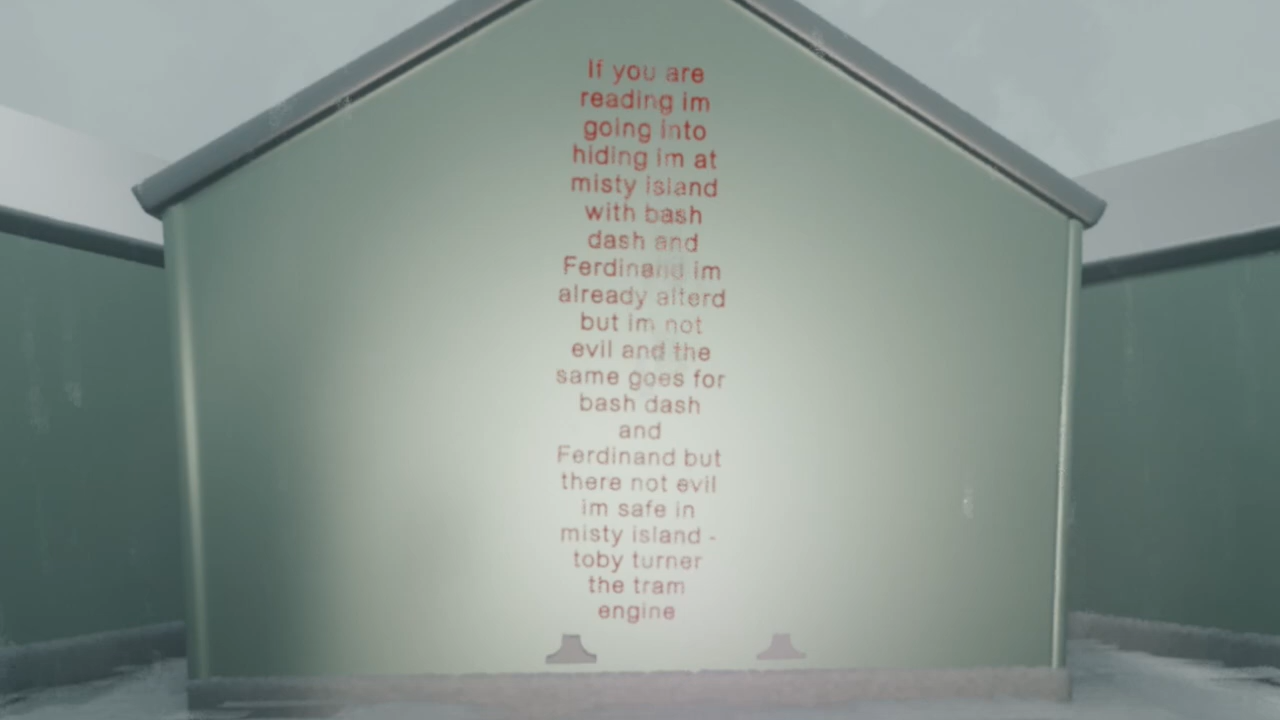 If you are
reading im
going into
hiding im at
misty island
with bash
dash and
Ferdinand im
already alterd
but im not
evil and the
same goes for
bash dash
and
Ferdinand but
there not evil
im safe in
misty island -
toby turner
the tram
engine